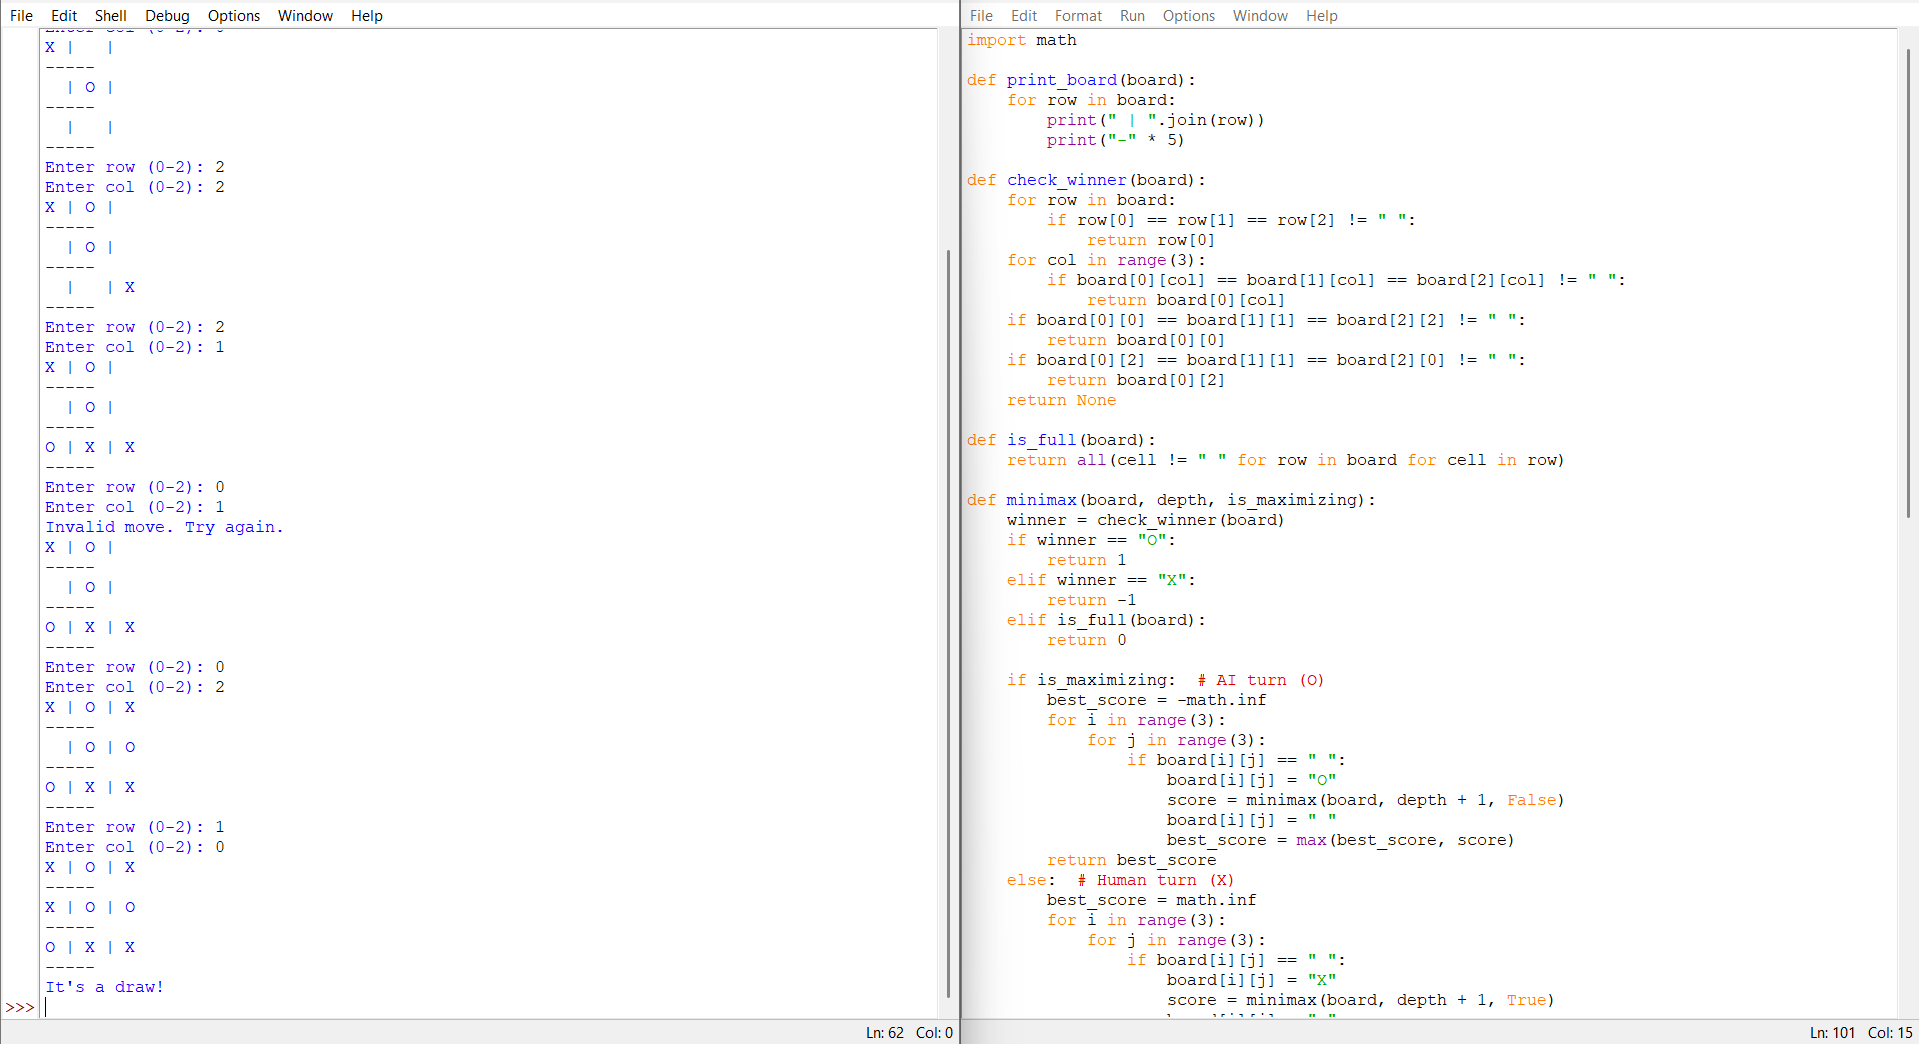 File Edit Shell Debug Options Window Help
X |   |
-----
  | O |
-----
  |   |
-----
Enter row (0-2): 2
Enter col (0-2): 2
X | O |
-----
  | O |
-----
  |   | X
-----
Enter row (0-2): 2
Enter col (0-2): 1
X | O |
-----
  | O |
-----
O | X | X
-----
Enter row (0-2): 0
Enter col (0-2): 1
Invalid move. Try again.
X | O |
-----
  | O |
-----
O | X | X
-----
Enter row (0-2): 0
Enter col (0-2): 2
X | O | X
-----
  | O | O
-----
O | X | X
-----
Enter row (0-2): 1
Enter col (0-2): 0
X | O | X
-----
X | O | O
-----
O | X | X
-----
It's a draw!
>>>
Ln: 62 Col: 0
File Edit Format Run Options Window Help
import math

def print_board(board):
    for row in board:
        print(" | ".join(row))
        print("-" * 5)

def check_winner(board):
    for row in board:
        if row[0] == row[1] == row[2] != " ":
            return row[0]
    for col in range(3):
        if board[0][col] == board[1][col] == board[2][col] != " ":
            return board[0][col]
    if board[0][0] == board[1][1] == board[2][2] != " ":
        return board[0][0]
    if board[0][2] == board[1][1] == board[2][0] != " ":
        return board[0][2]
    return None

def is_full(board):
    return all(cell != " " for row in board for cell in row)

def minimax(board, depth, is_maximizing):
    winner = check_winner(board)
    if winner == "O":
        return 1
    elif winner == "X":
        return -1
    elif is_full(board):
        return 0

    if is_maximizing:  # AI turn (O)
        best_score = -math.inf
        for i in range(3):
            for j in range(3):
                if board[i][j] == " ":
                    board[i][j] = "O"
                    score = minimax(board, depth + 1, False)
                    board[i][j] = " "
                    best_score = max(best_score, score)
        return best_score
    else:  # Human turn (X)
        best_score = math.inf
        for i in range(3):
            for j in range(3):
                if board[i][j] == " ":
                    board[i][j] = "X"
                    score = minimax(board, depth + 1, True)
Ln: 101 Col: 15